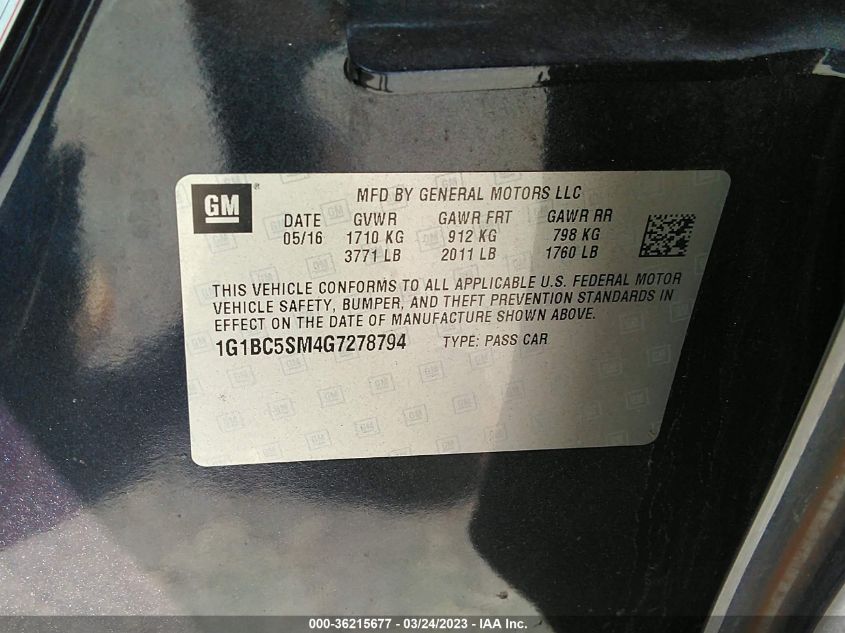 GM ®
MFD BY GENERAL MOTORS LLC
DATE GVWR GAWR FRT GAWR RR
05/16 1710 KG 912 KG 798 KG
3771 LB 2011 LB 1760 LB
THIS VEHICLE CONFORMS TO ALL APPLICABLE U.S. FEDERAL MOTOR
VEHICLE SAFETY, BUMPER, AND THEFT PREVENTION STANDARDS IN
EFFECT ON THE DATE OF MANUFACTURE SHOWN ABOVE.
1G1BC5SM4G7278794 TYPE: PASS CAR
000-36215677 - 03/24/2023 - IAA Inc.